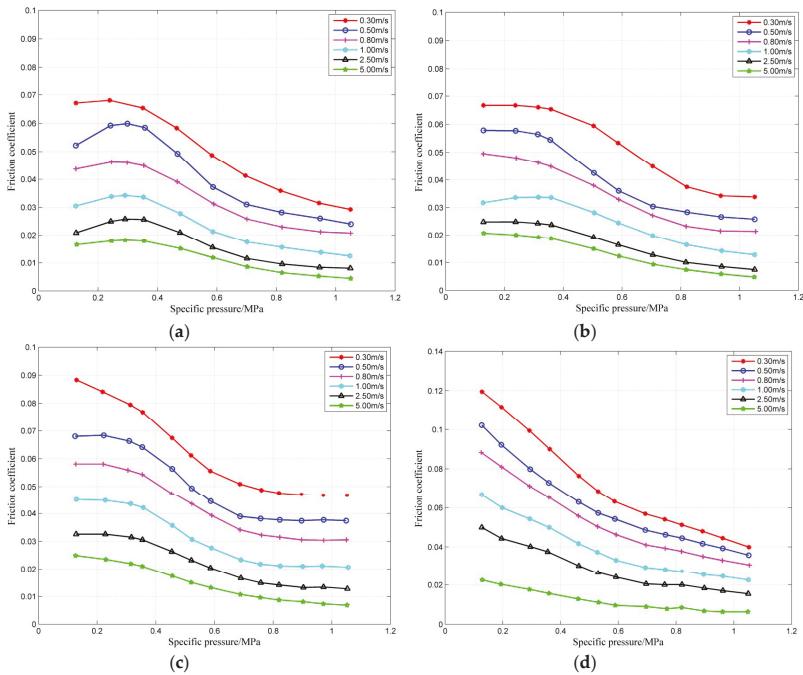 0.1
0.09
0.08
0.07
0.06
0.05
0.04
0.03
0.02
0.01
0
Friction coefficient
0.30m/s
0.50m/s
0.80m/s
1.00m/s
2.50m/s
5.00m/s
0 0.2 0.4 0.6 0.8 1 1.2
Specific pressure/MPa
(a)
0.1
0.09
0.08
0.07
0.06
0.05
0.04
0.03
0.02
0.01
0
Friction coefficient
0.30m/s
0.50m/s
0.80m/s
1.00m/s
2.50m/s
5.00m/s
0 0.2 0.4 0.6 0.8 1 1.2
Specific pressure/MPa
(b)
0.1
0.09
0.08
0.07
0.06
0.05
0.04
0.03
0.02
0.01
0
Friction coefficient
0.30m/s
0.50m/s
0.80m/s
1.00m/s
2.50m/s
5.00m/s
0 0.2 0.4 0.6 0.8 1 1.2
Specific pressure/MPa
(c)
0.14
0.12
0.10
0.08
0.06
0.04
0.02
0
Friction coefficient
0.30m/s
0.50m/s
0.80m/s
1.00m/s
2.50m/s
5.00m/s
0 0.2 0.4 0.6 0.8 1 1.2
Specific pressure/MPa
(d)